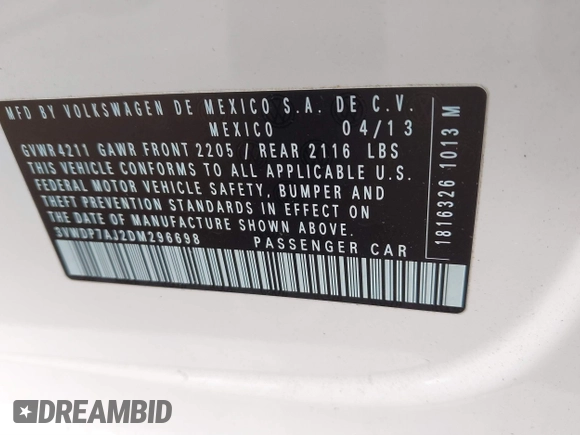 MFD BY VOLKSWAGEN DE MEXICO S.A. DE C.V.
MEXICO 04/13
GVWR4211 GAWR FRONT 2205 / REAR 2116 LBS
THIS VEHICLE CONFORMS TO ALL APPLICABLE U.S.
FEDERAL MOTOR VEHICLE SAFETY, BUMPER AND
THEFT PREVENTION STANDARDS IN EFFECT ON THE
DATE OF MANUFACTURE SHOWN ABOVE.
3VWDP7AJ2DM296698 PASSENGER CAR
1816326 1013 M
DREAMBID